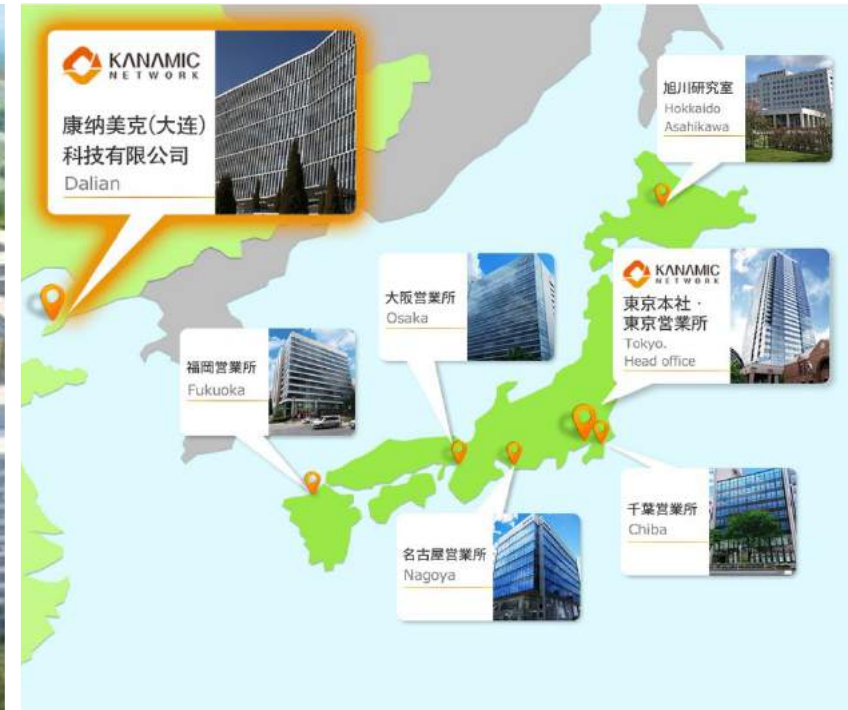 KANAMIC
NETWORK
康纳美克(大连)
科技有限公司
Dalian
旭川研究室
Hokkaido
Asahikawa
KANAMIC
NETWORK
東京本社・
東京営業所
Tokyo.
Head office
大阪営業所
Osaka
福岡営業所
Fukuoka
名古屋営業所
Nagoya
千葉営業所
Chiba